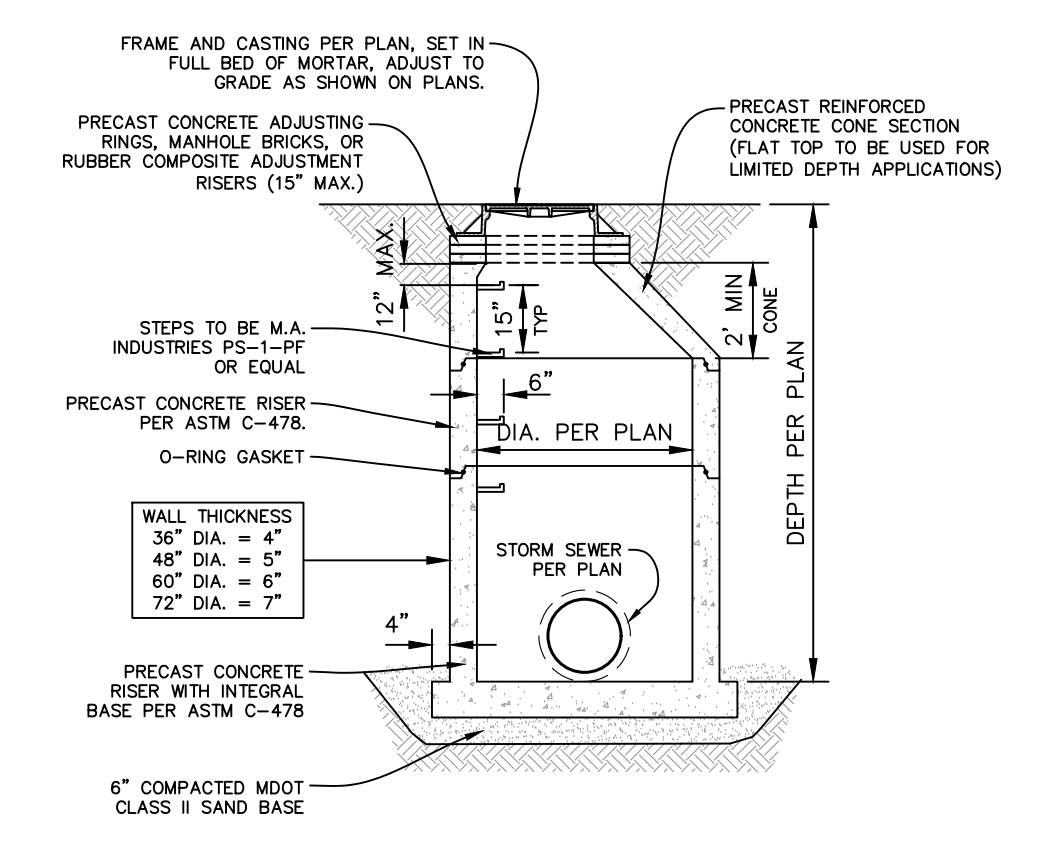 FRAME AND CASTING PER PLAN, SET IN
FULL BED OF MORTAR, ADJUST TO
GRADE AS SHOWN ON PLANS.
PRECAST CONCRETE ADJUSTING
RINGS, MANHOLE BRICKS, OR
RUBBER COMPOSITE ADJUSTMENT
RISERS (15" MAX.)
PRECAST REINFORCED
CONCRETE CONE SECTION
(FLAT TOP TO BE USED FOR
LIMITED DEPTH APPLICATIONS)
12" MAX.
15"
TYP
2' MIN
CONE
STEPS TO BE M.A.
INDUSTRIES PS-1-PF
OR EQUAL
6"
PRECAST CONCRETE RISER
PER ASTM C-478.
DIA. PER PLAN
DEPTH PER PLAN
O-RING GASKET
WALL THICKNESS
36" DIA. = 4"
48" DIA. = 5"
60" DIA. = 6"
72" DIA. = 7"
STORM SEWER
PER PLAN
4"
PRECAST CONCRETE
RISER WITH INTEGRAL
BASE PER ASTM C-478
6" COMPACTED MDOT
CLASS II SAND BASE